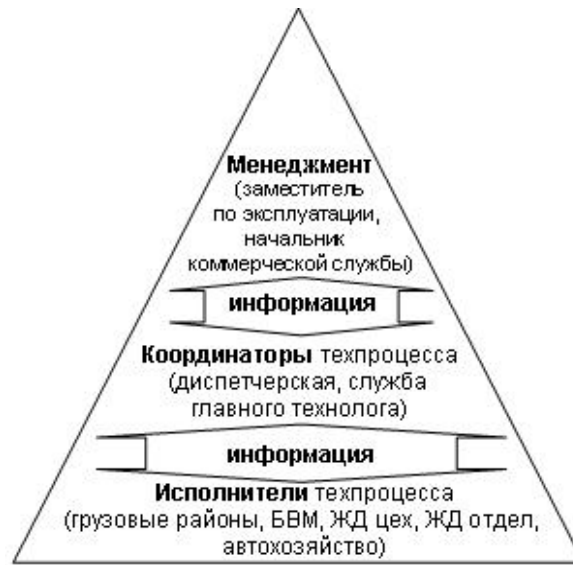 Менеджмент
(заместитель
по эксплуатации,
начальник
коммерческой службы)
информация
Координаторы техпроцесса
(диспетчерская, служба
главного технолога)
информация
Исполнители техпроцесса
(грузовые районы, БВМ, ЖД цех, ЖД отдел,
автохозяйство)